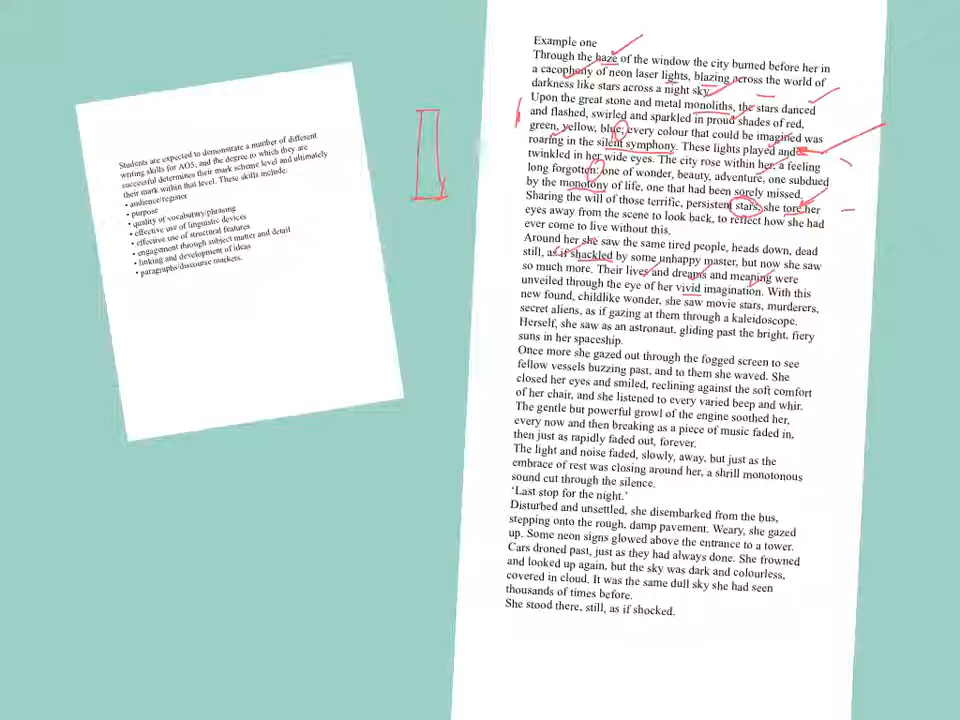 Students are expected to demonstrate a number of different
writing skills for AO5, and the degree to which they are
successful determines their mark scheme level and ultimately
their mark within that level. These skills include:
• audience/register
• purpose
• quality of vocabulary/phrasing
• effective use of linguistic devices
• effective use of structural features
• engagement through subject matter and detail
• linking and development of ideas
• paragraphs/discourse markers.
Example one
Through the haze of the window the city burned before her in
a cacophony of neon laser lights, blazing across the world of
darkness like stars across a night sky.
Upon the great stone and metal monoliths, the stars danced
and flashed, swirled and sparkled in proud shades of red,
green, yellow, blue; every colour that could be imagined was
roaring in the silent symphony. These lights played and
twinkled in her wide eyes. The city rose within her, a feeling
long forgotten: one of wonder, beauty, adventure, one subdued
by the monotony of life, one that had been sorely missed.
Sharing the will of those terrific, persistent stars, she tore her
eyes away from the scene to look back, to reflect how she had
ever come to live without this.
Around her she saw the same tired people, heads down, dead
still, as if shackled by some unhappy master, but now she saw
so much more. Their lives and dreams and meaning were
unveiled through the eye of her vivid imagination. With this
new found, childlike wonder, she saw movie stars, murderers,
secret aliens, as if gazing at them through a kaleidoscope.
Herself, she saw as an astronaut, gliding past the bright, fiery
suns in her spaceship.
Once more she gazed out through the fogged screen to see
fellow vessels buzzing past, and to them she waved. She
closed her eyes and smiled, reclining against the soft comfort
of her chair, and she listened to every varied beep and whir.
The gentle but powerful growl of the engine soothed her,
every now and then breaking as a piece of music faded in,
then just as rapidly faded out, forever.
The light and noise faded, slowly, away, but just as the
embrace of rest was closing around her, a shrill monotonous
sound cut through the silence.
‘Last stop for the night.’
Disturbed and unsettled, she disembarked from the bus,
stepping onto the rough, damp pavement. Weary, she gazed
up. Some neon signs glowed above the entrance to a tower.
Cars droned past, just as they had always done. She frowned
and looked up again, but the sky was dark and colourless,
covered in cloud. It was the same dull sky she had seen
thousands of times before.
She stood there, still, as if shocked.